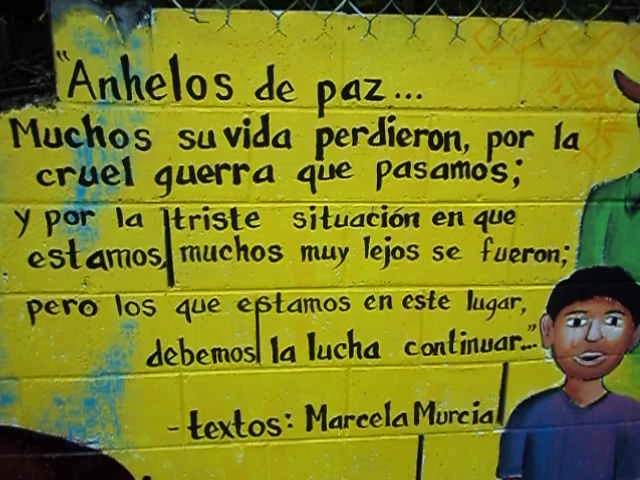 "Anhelos de paz...
Muchos su vida perdieron, por la
cruel guerra que pasamos;
y por la triste situación en que
estamos, muchos muy lejos se fueron;
pero los que estamos en este lugar,
debemos la lucha continuar..."
- textos: Marcela Murcia